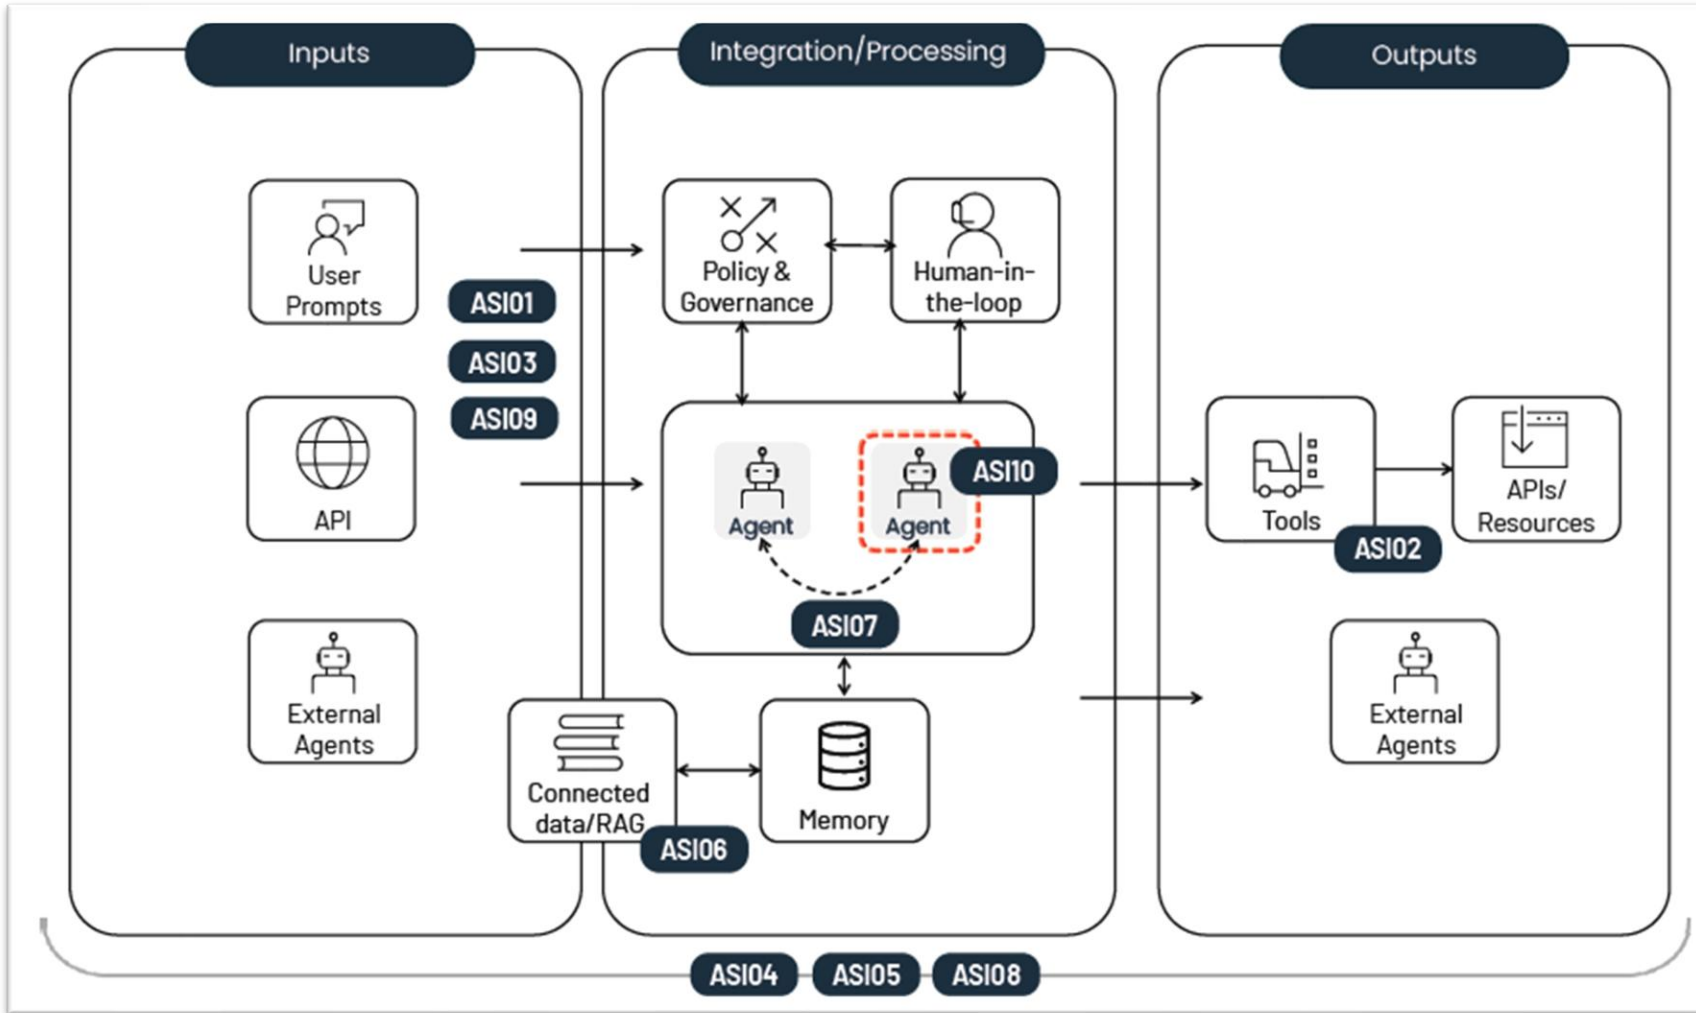 Inputs
Integration/Processing
Outputs
User
Prompts
ASI01
ASI03
ASI09
API
External
Agents
Policy &
Governance
Human-in-
the-loop
Agent
Agent
ASI10
ASI07
Connected
data/RAG
ASI06
Memory
Tools
ASI02
APIs/
Resources
External
Agents
ASI04
ASI05
ASI08